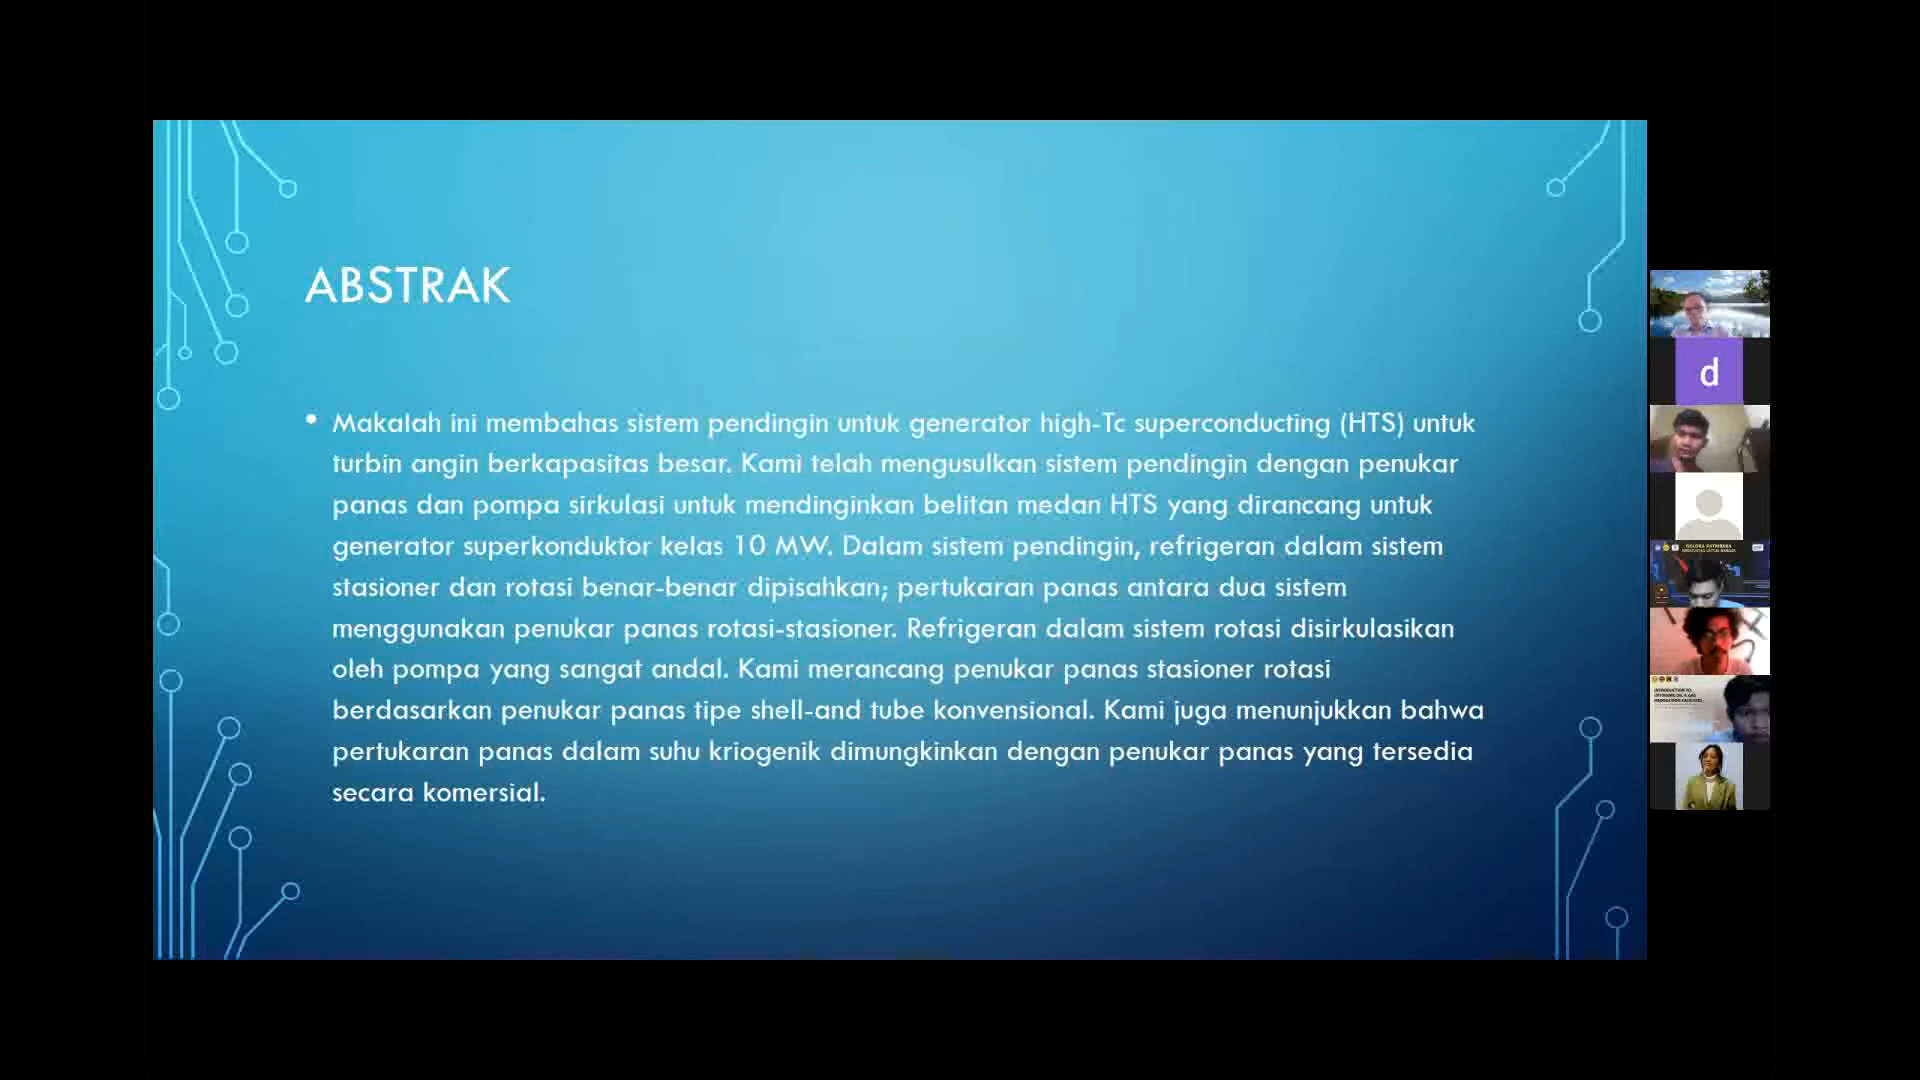 ABSTRAK
• Makalah ini membahas sistem pendingin untuk generator high-Tc superconducting (HTS) untuk
turbin angin berkapasitas besar. Kami telah mengusulkan sistem pendingin dengan penukar
panas dan pompa sirkulasi untuk mendinginkan belitan medan HTS yang dirancang untuk
generator superkonduktor kelas 10 MW. Dalam sistem pendingin, refrigeran dalam sistem
stasioner dan rotasi benar-benar dipisahkan; pertukaran panas antara dua sistem
menggunakan penukar panas rotasi-stasioner. Refrigeran dalam sistem rotasi disirkulasikan
oleh pompa yang sangat andal. Kami merancang penukar panas stasioner rotasi
berdasarkan penukar panas tipe shell-and tube konvensional. Kami juga menunjukkan bahwa
pertukaran panas dalam suhu kriogenik dimungkinkan dengan penukar panas yang tersedia
secara komersial.
d
INTRODUCTION TO
OFFSHORE OIL & GAS